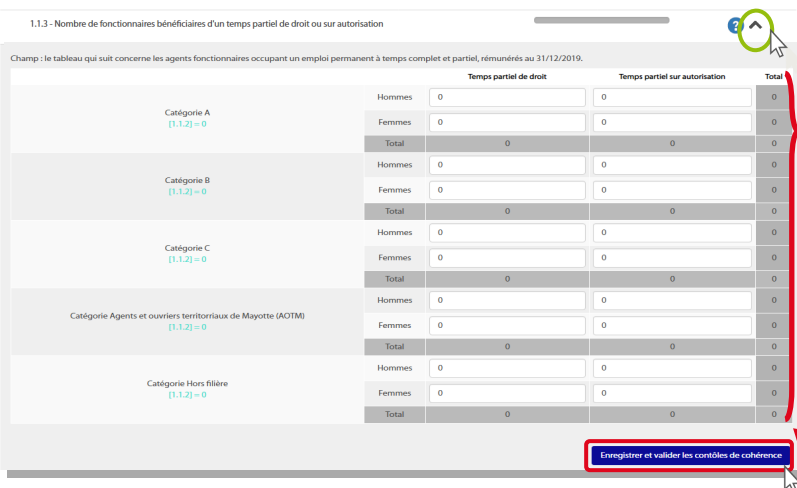 1.1.3 - Nombre de fonctionnaires bénéficiaires d'un temps partiel de droit ou sur autorisation
?
Champ : le tableau qui suit concerne les agents fonctionnaires occupant un emploi permanent à temps complet et partiel, rémunérés au 31/12/2019.
Temps partiel de droit Temps partiel sur autorisation Total
Catégorie A
[1.1.2] = 0
Hommes 0 0 0
Femmes 0 0 0
Total 0 0 0
Catégorie B
[1.1.2] = 0
Hommes 0 0 0
Femmes 0 0 0
Total 0 0 0
Catégorie C
[1.1.2] = 0
Hommes 0 0 0
Femmes 0 0 0
Total 0 0 0
Catégorie Agents et ouvriers territorriaux de Mayotte (AOTM)
[1.1.2] = 0
Hommes 0 0 0
Femmes 0 0 0
Total 0 0 0
Catégorie Hors filière
[1.1.2] = 0
Hommes 0 0 0
Femmes 0 0 0
Total 0 0 0
Enregistrer et valider les contôles de cohérence